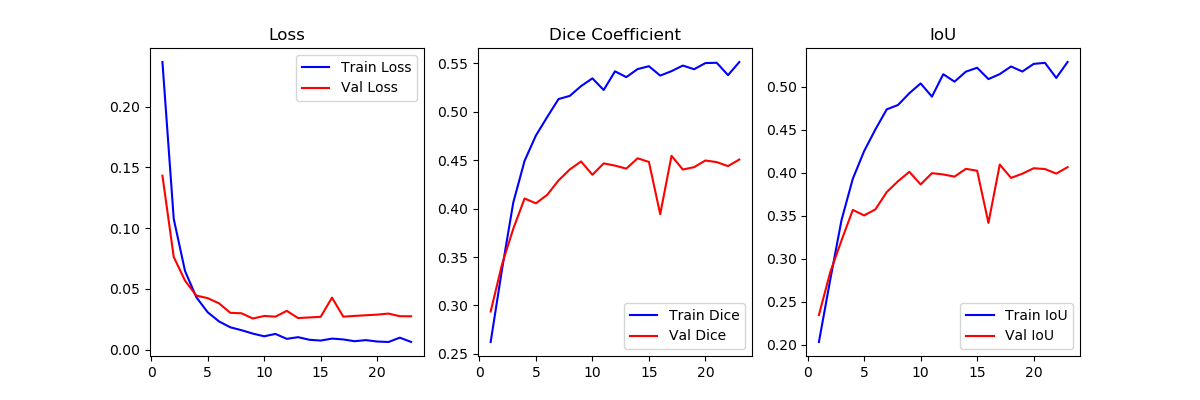 Loss
Train Loss
Val Loss
0.20
0.15
0.10
0.05
0.00
0 5 10 15 20
Dice Coefficient
0.55
0.50
0.45
0.40
0.35
0.30
0.25
Train Dice
Val Dice
0 5 10 15 20
IoU
0.50
0.45
0.40
0.35
0.30
0.25
0.20
Train IoU
Val IoU
0 5 10 15 20